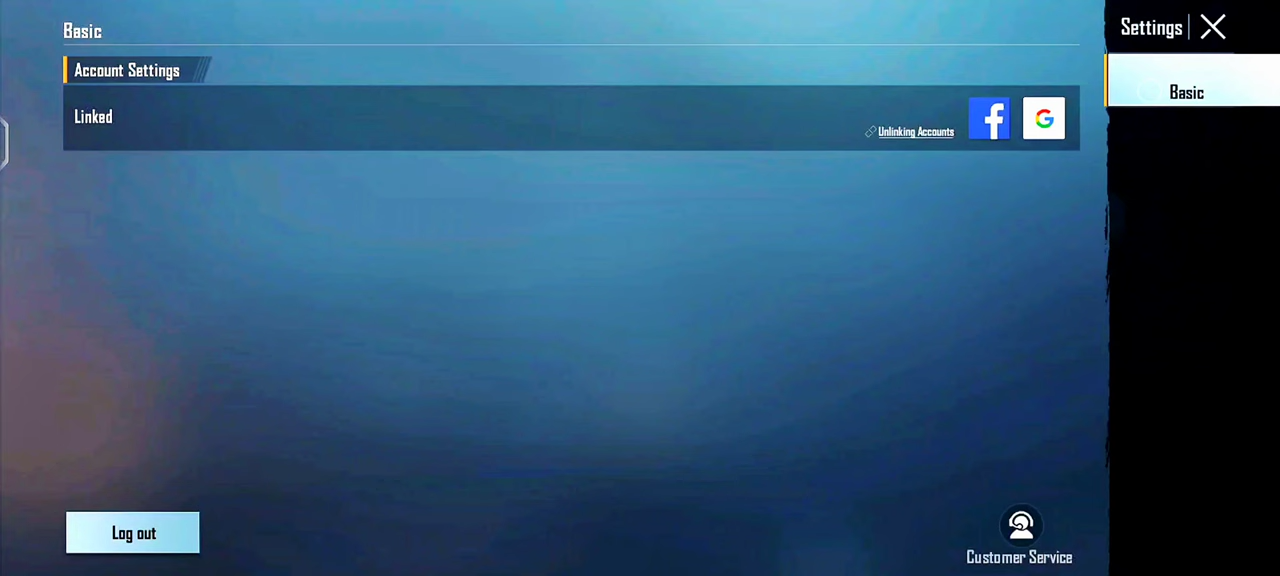 Basic
Settings
Account Settings
Basic
Linked
Unlinking Accounts
Log out
Customer Service